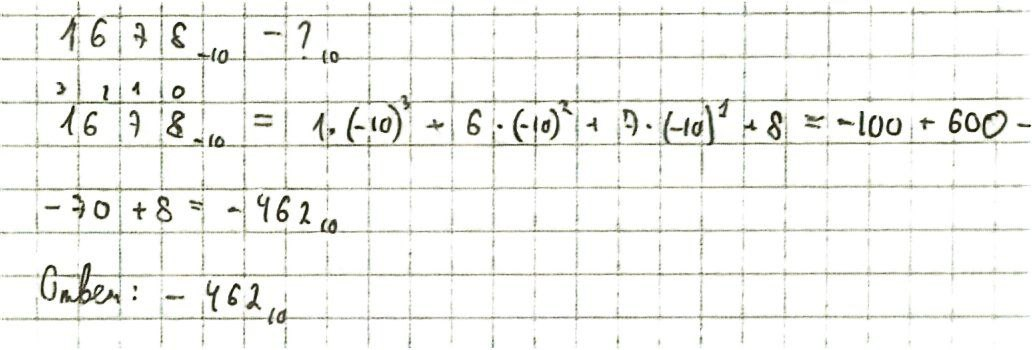 1678₋₁₀ - ?₁₀
3 2 1 0
1678₋₁₀ = 1·(-10)³ + 6·(-10)² + 7·(-10)¹ + 8 = -100 + 600 -
-70 + 8 = -462₁₀
Ответ: - 462₁₀